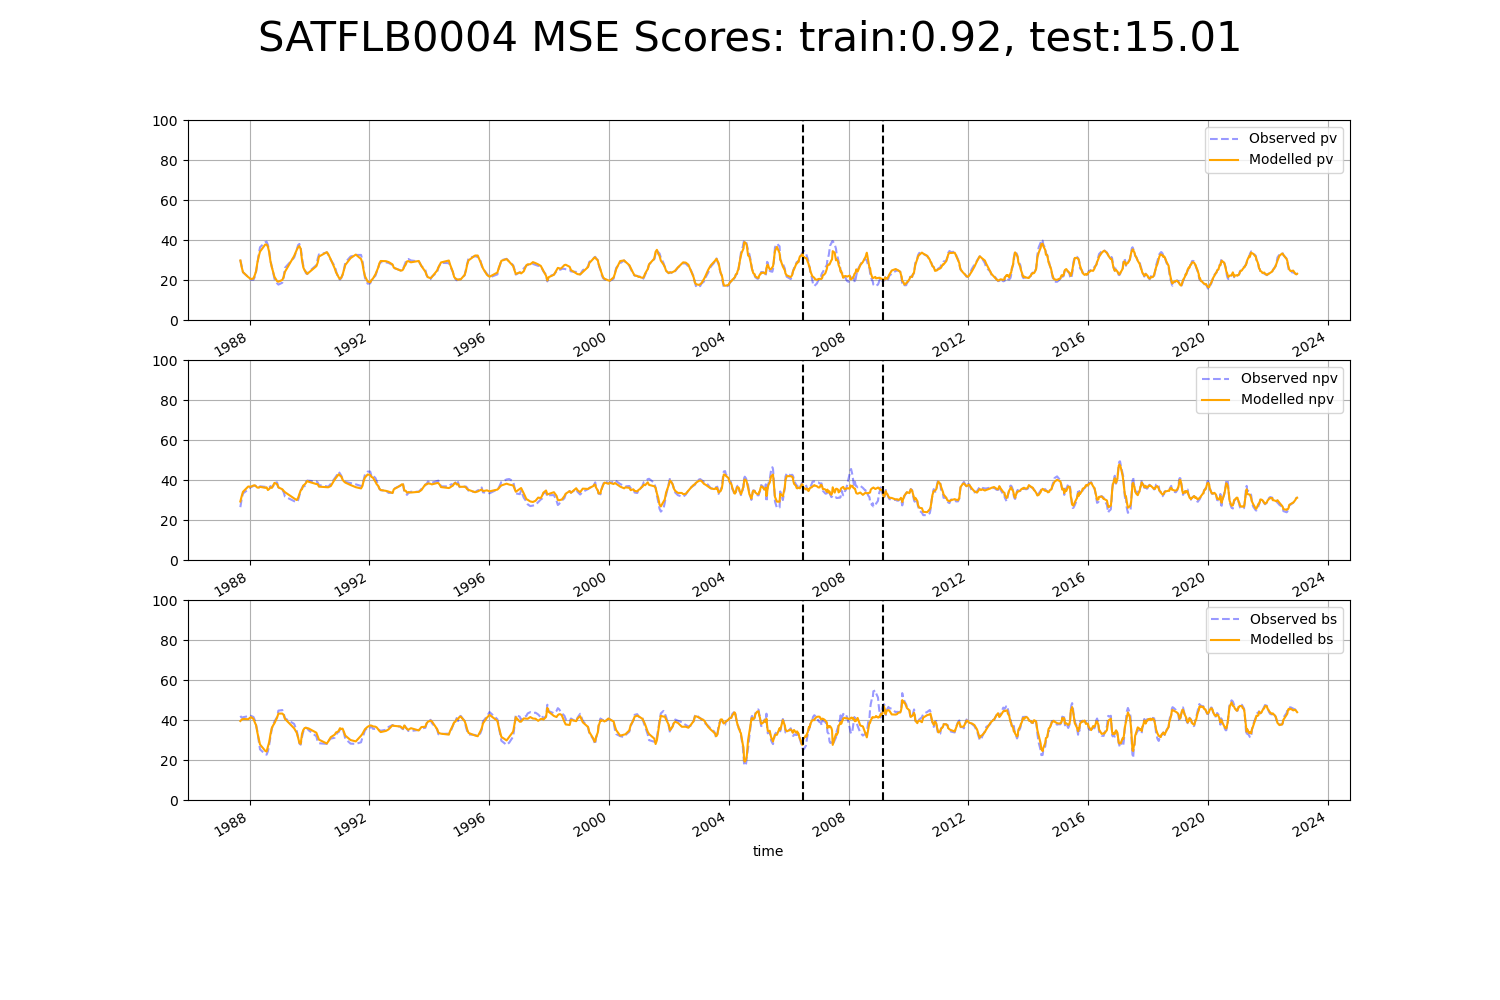 SATFLB0004 MSE Scores: train:0.92, test:15.01
100
80
60
40
20
0
Observed pv
Modelled pv
1988 1992 1996 2000 2004 2008 2012 2016 2020 2024
100
80
60
40
20
0
Observed npv
Modelled npv
1988 1992 1996 2000 2004 2008 2012 2016 2020 2024
100
80
60
40
20
0
Observed bs
Modelled bs
1988 1992 1996 2000 2004 2008 2012 2016 2020 2024
time